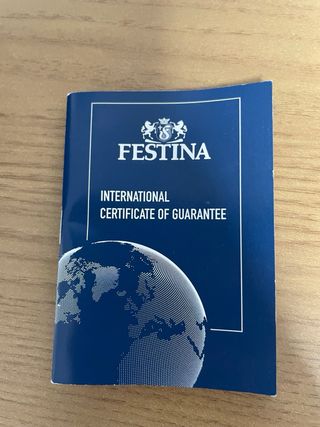 FESTINA
INTERNATIONAL
CERTIFICATE OF GUARANTEE